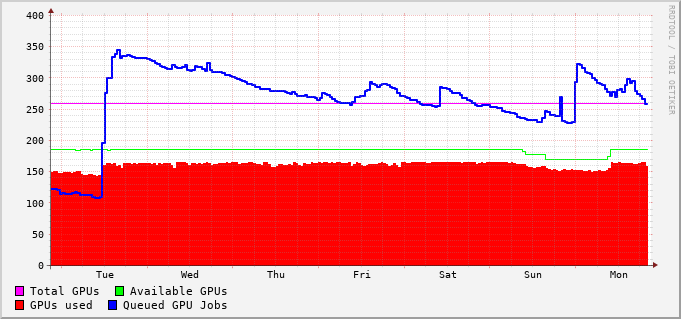 400
350
300
250
200
150
100
50
0
Tue Wed Thu Fri Sat Sun Mon
Total GPUs Available GPUs
GPUs used Queued GPU Jobs
RRDTOOL / TOBI OETIKER